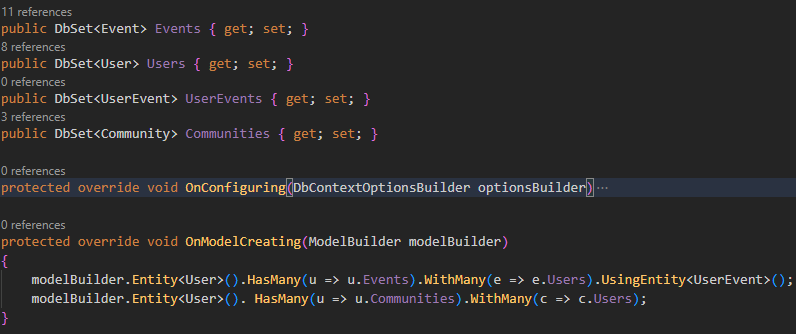 11 references
public DbSet<Event> Events { get; set; }
8 references
public DbSet<User> Users { get; set; }
0 references
public DbSet<UserEvent> UserEvents { get; set; }
3 references
public DbSet<Community> Communities { get; set; }
0 references
protected override void OnConfiguring(DbContextOptionsBuilder optionsBuilder)···
0 references
protected override void OnModelCreating(ModelBuilder modelBuilder)
{
modelBuilder.Entity<User>().HasMany(u => u.Events).WithMany(e => e.Users).UsingEntity<UserEvent>();
modelBuilder.Entity<User>(). HasMany(u => u.Communities).WithMany(c => c.Users);
}